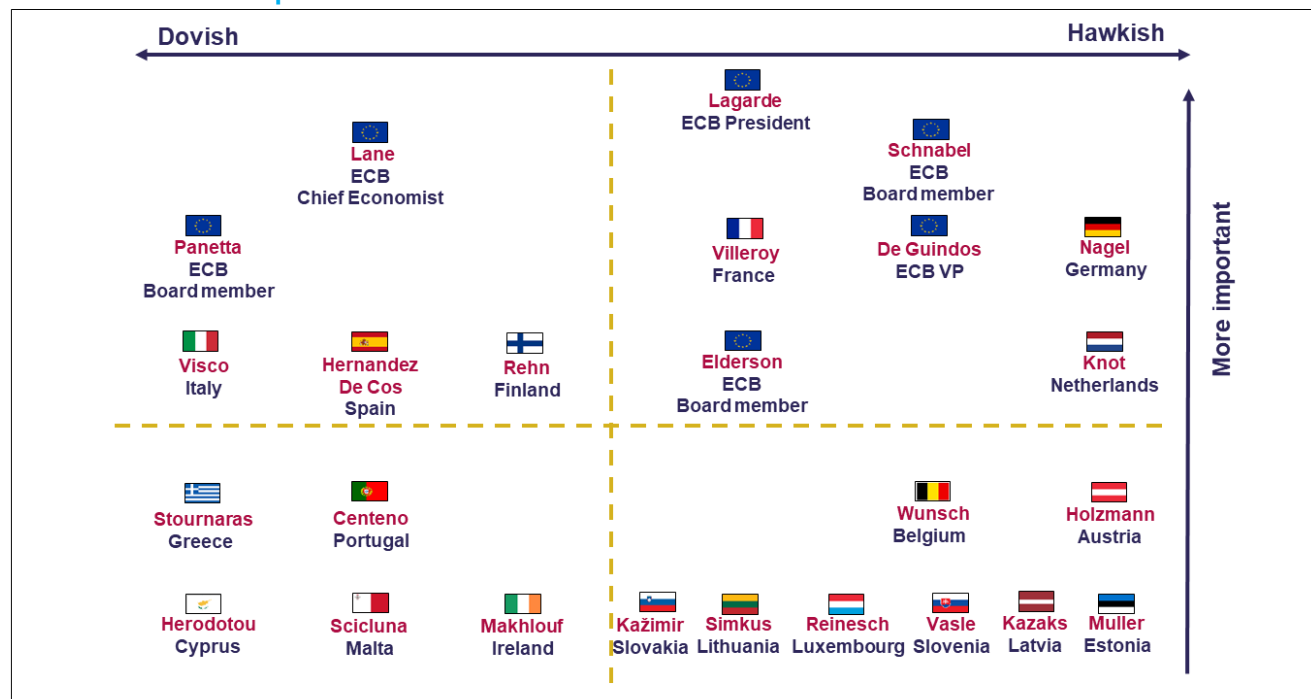 Dovish
Hawkish
Lagarde
ECB President
Lane
ECB
Chief Economist
Schnabel
ECB
Board member
Panetta
ECB
Board member
Villeroy
France
De Guindos
ECB VP
Nagel
Germany
More important
Visco
Italy
Hernandez
De Cos
Spain
Rehn
Finland
Elderson
ECB
Board member
Knot
Netherlands
Stournaras
Greece
Centeno
Portugal
Wunsch
Belgium
Holzmann
Austria
Herodotou
Cyprus
Scicluna
Malta
Makhlouf
Ireland
Kažimir
Slovakia
Simkus
Lithuania
Reinesch
Luxembourg
Vasle
Slovenia
Kazaks
Latvia
Muller
Estonia